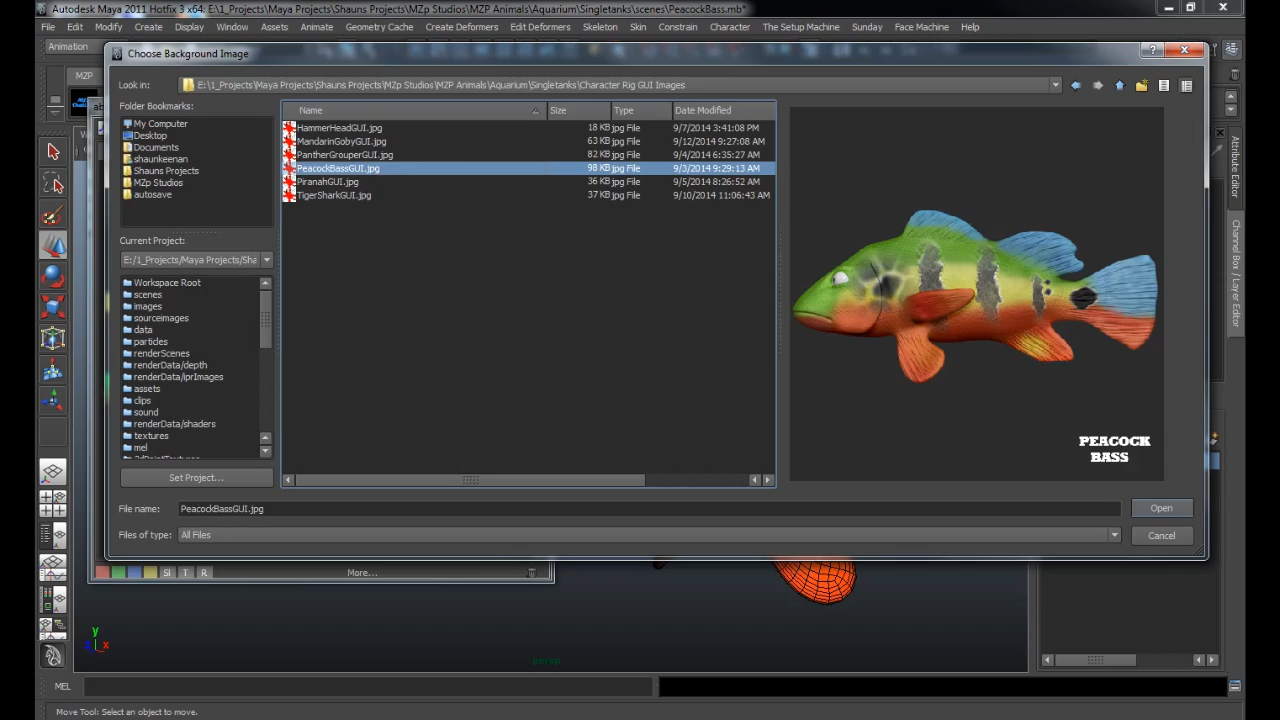 Autodesk Maya 2011 Hotfix 3 x64: E:\1_Projects\Maya Projects\Shauns Projects\MZp Studios\MZP Animals\Aquarium\Singletanks\scenes\PeacockBass.mb*
File Edit Modify Create Display Window Assets Animate Geometry Cache Create Deformers Edit Deformers Skeleton Skin Constrain Character The Setup Machine Sunday Face Machine Help
Animation
Choose Background Image
MZP
Look in: E:\1_Projects\Maya Projects\Shauns Projects\MZp Studios\MZP Animals\Aquarium\Singletanks\Character Rig GUI Images
Folder Bookmarks:
My Computer
Desktop
Documents
shaunkeenan
Shauns Projects
MZp Studios
autosave
Name Size Type Date Modified
HammerHeadGUI.jpg 18 KB jpg File 9/7/2014 3:41:08 PM
MandarinGobyGUI.jpg 63 KB jpg File 9/12/2014 9:27:08 AM
PantherGrouperGUI.jpg 82 KB jpg File 9/4/2014 6:35:27 AM
PeacockBassGUI.jpg 98 KB jpg File 9/3/2014 9:29:13 AM
PiranahGUI.jpg 36 KB jpg File 9/5/2014 8:26:52 AM
TigerSharkGUI.jpg 37 KB jpg File 9/10/2014 11:06:43 AM
Current Project:
E:/1_Projects/Maya Projects/Sha
Workspace Root
scenes
images
sourceimages
data
particles
renderScenes
renderData/depth
renderData/iprImages
assets
clips
sound
renderData/shaders
textures
mel
Set Project...
PEACOCK
BASS
File name: PeacockBassGUI.jpg Open
Files of type: All Files Cancel
Attribute Editor
Channel Box / Layer Editor
SI T R More...
y
x
persp
MEL
Move Tool: Select an object to move.